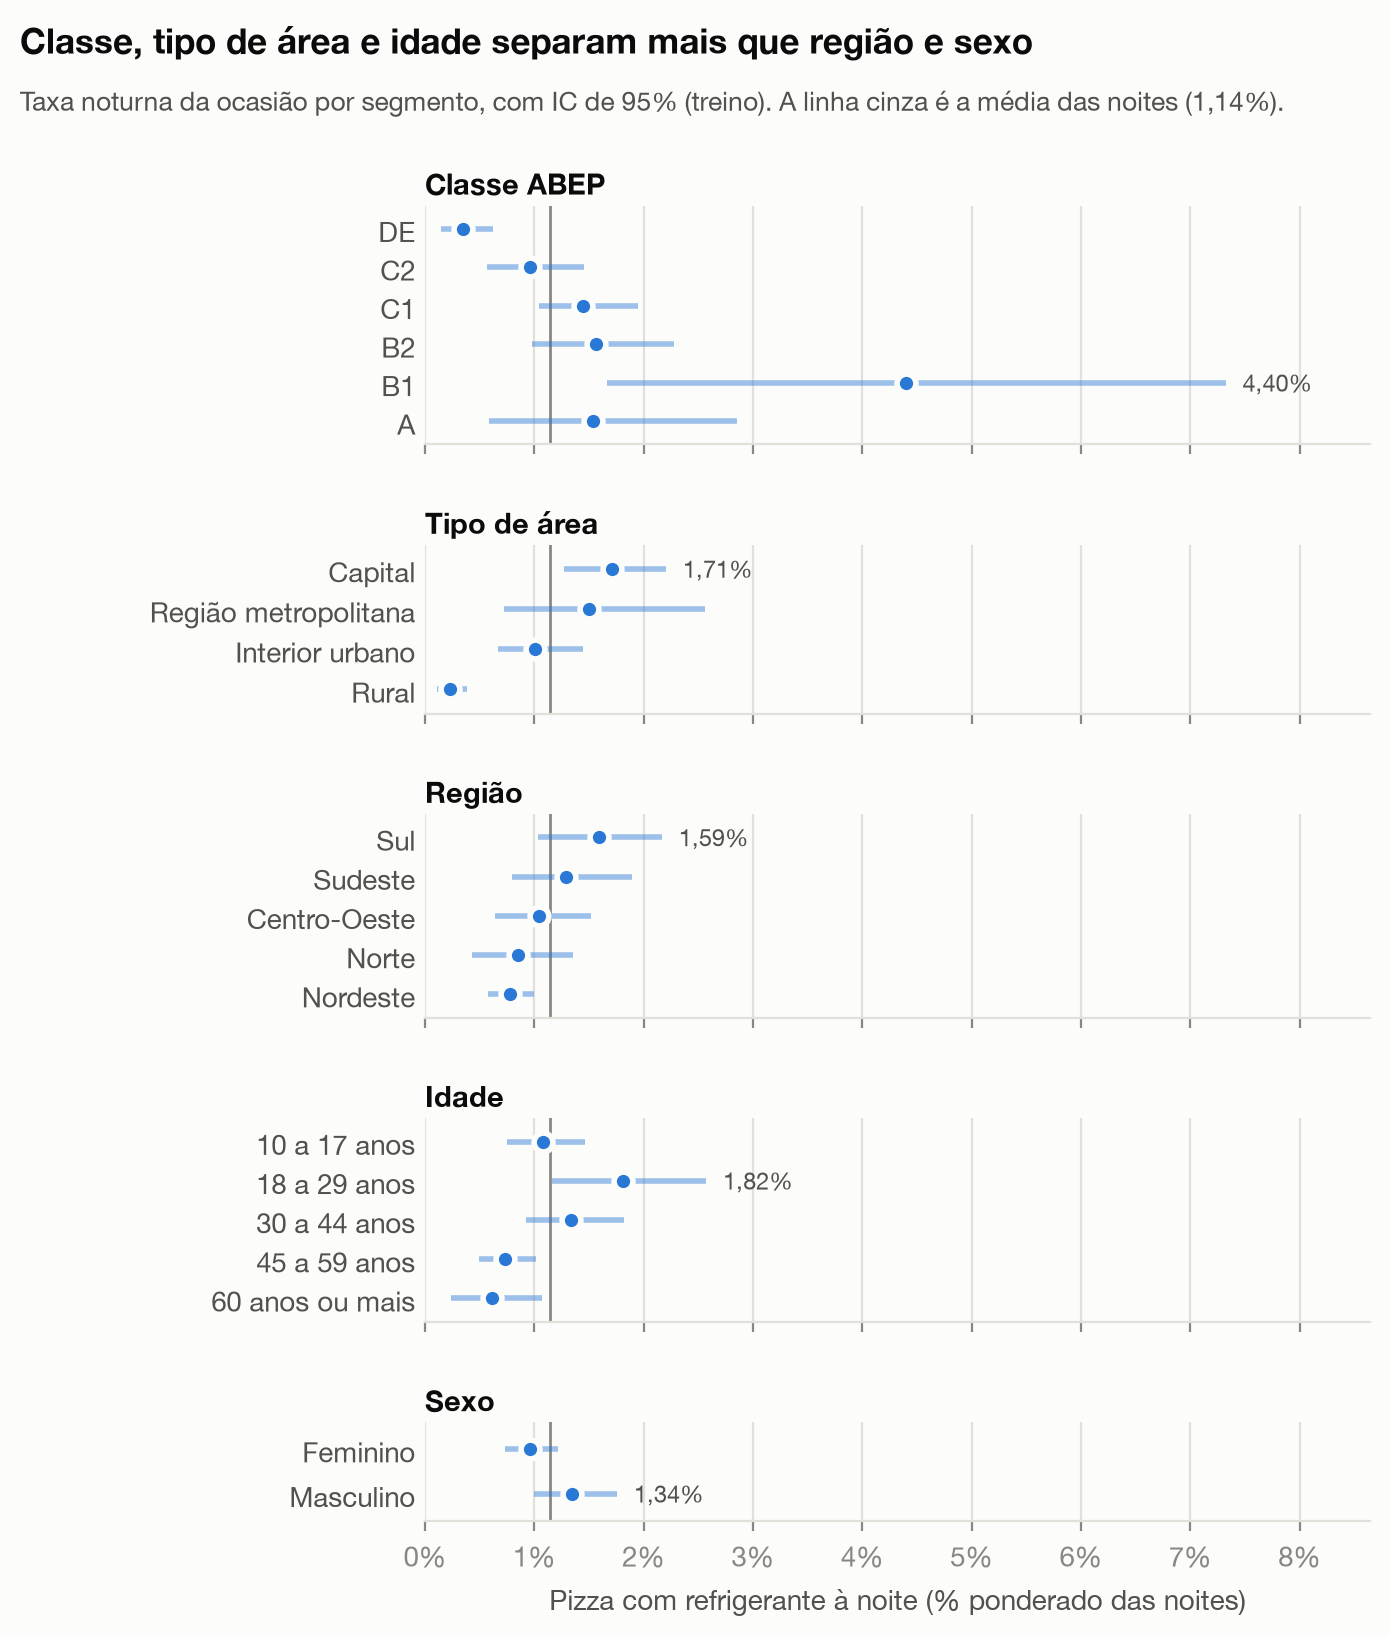 Classe, tipo de área e idade separam mais que região e sexo
Taxa noturna da ocasião por segmento, com IC de 95% (treino). A linha cinza é a média das noites (1,14%).
Classe ABEP
DE
C2
C1
B2
B1
4,40%
A
Tipo de área
Capital
1,71%
Região metropolitana
Interior urbano
Rural
Região
Sul
1,59%
Sudeste
Centro-Oeste
Norte
Nordeste
Idade
10 a 17 anos
18 a 29 anos
1,82%
30 a 44 anos
45 a 59 anos
60 anos ou mais
Sexo
Feminino
Masculino
1,34%
0% 1% 2% 3% 4% 5% 6% 7% 8%
Pizza com refrigerante à noite (% ponderado das noites)